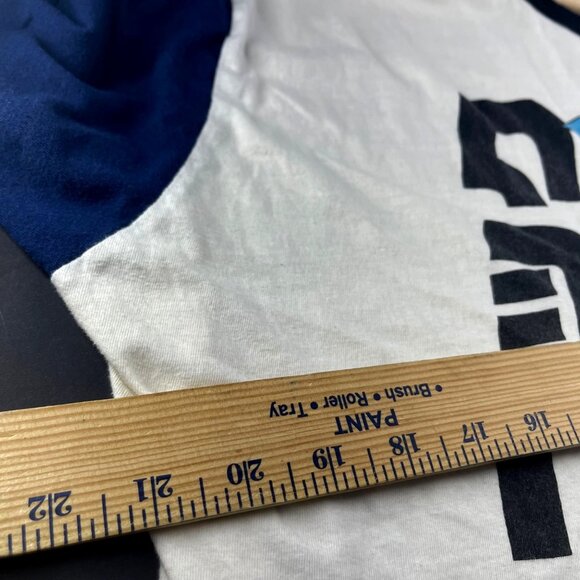 16 17 18 19 20 21 22
PAINT
• Brush • Roller • Tray